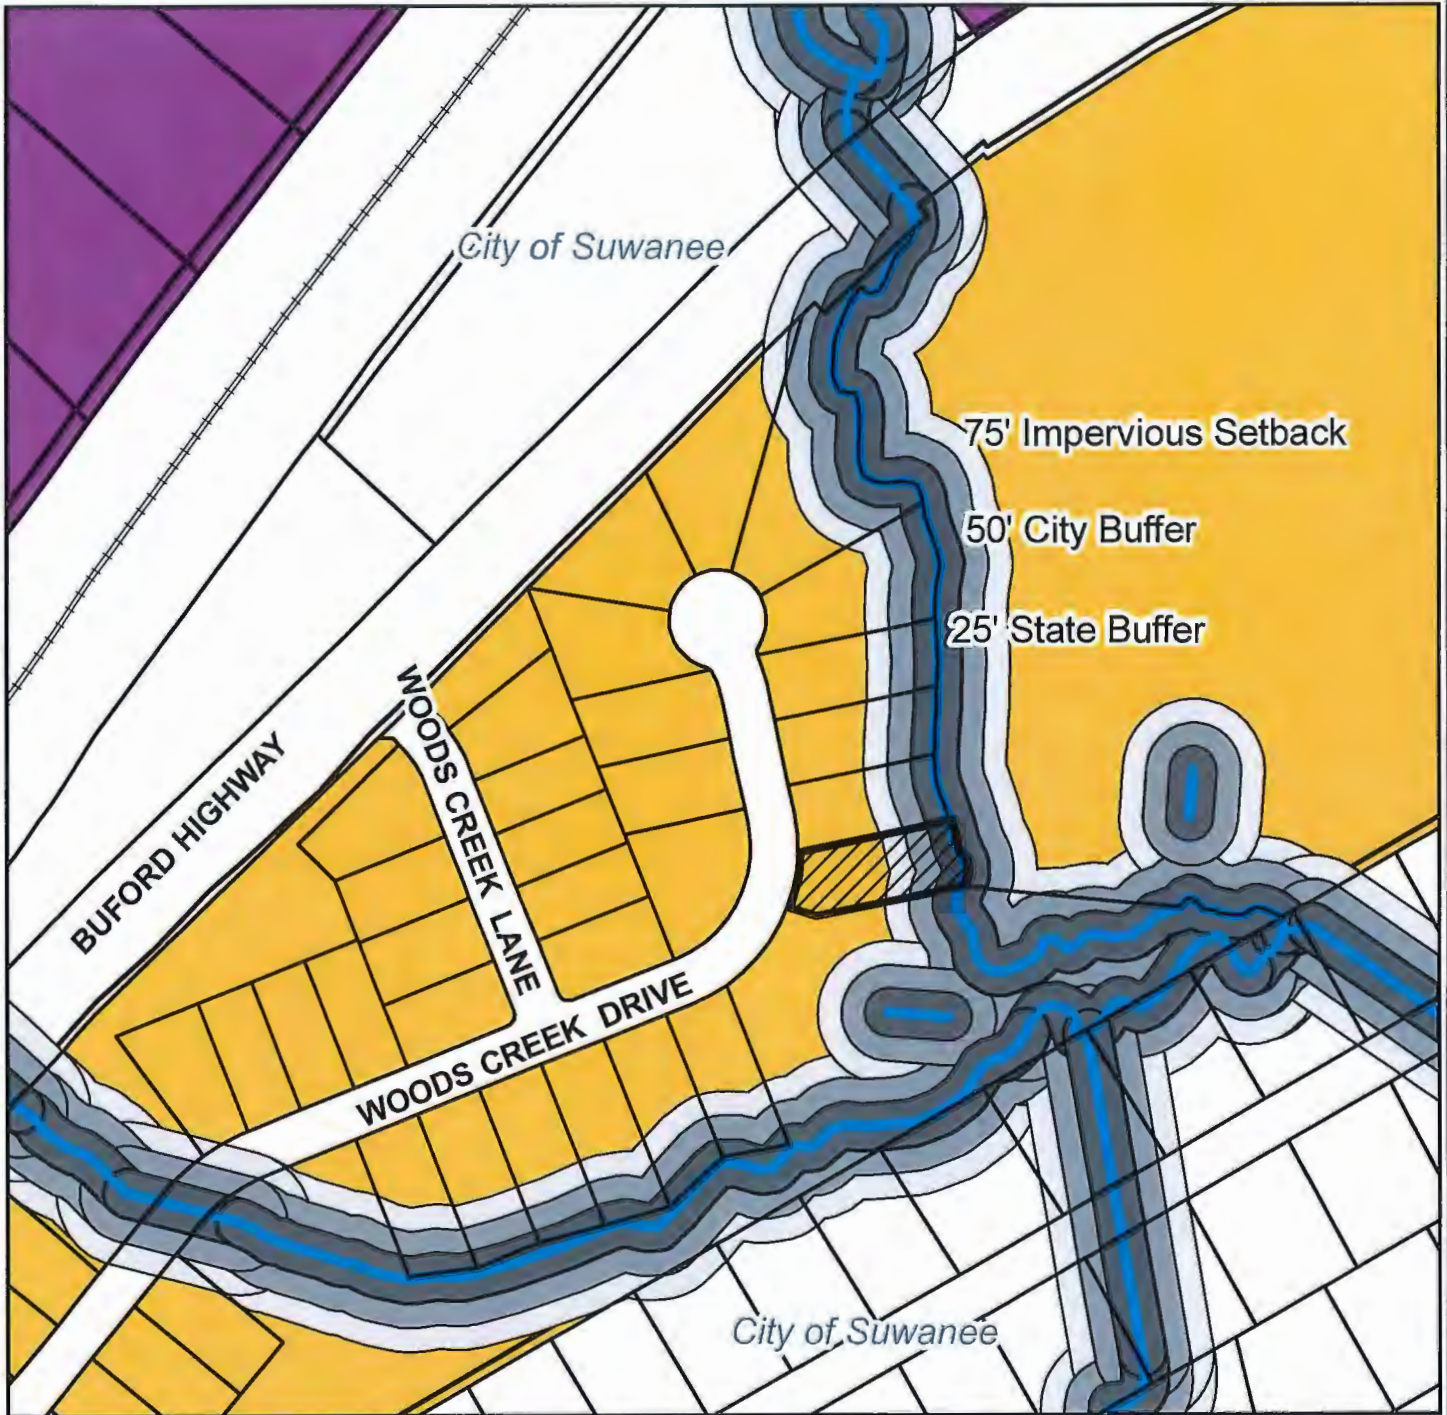 City of Suwanee
75' Impervious Setback
50' City Buffer
25' State Buffer
WOODS CREEK LANE
BUFORD HIGHWAY
WOODS CREEK DRIVE
City of Suwanee